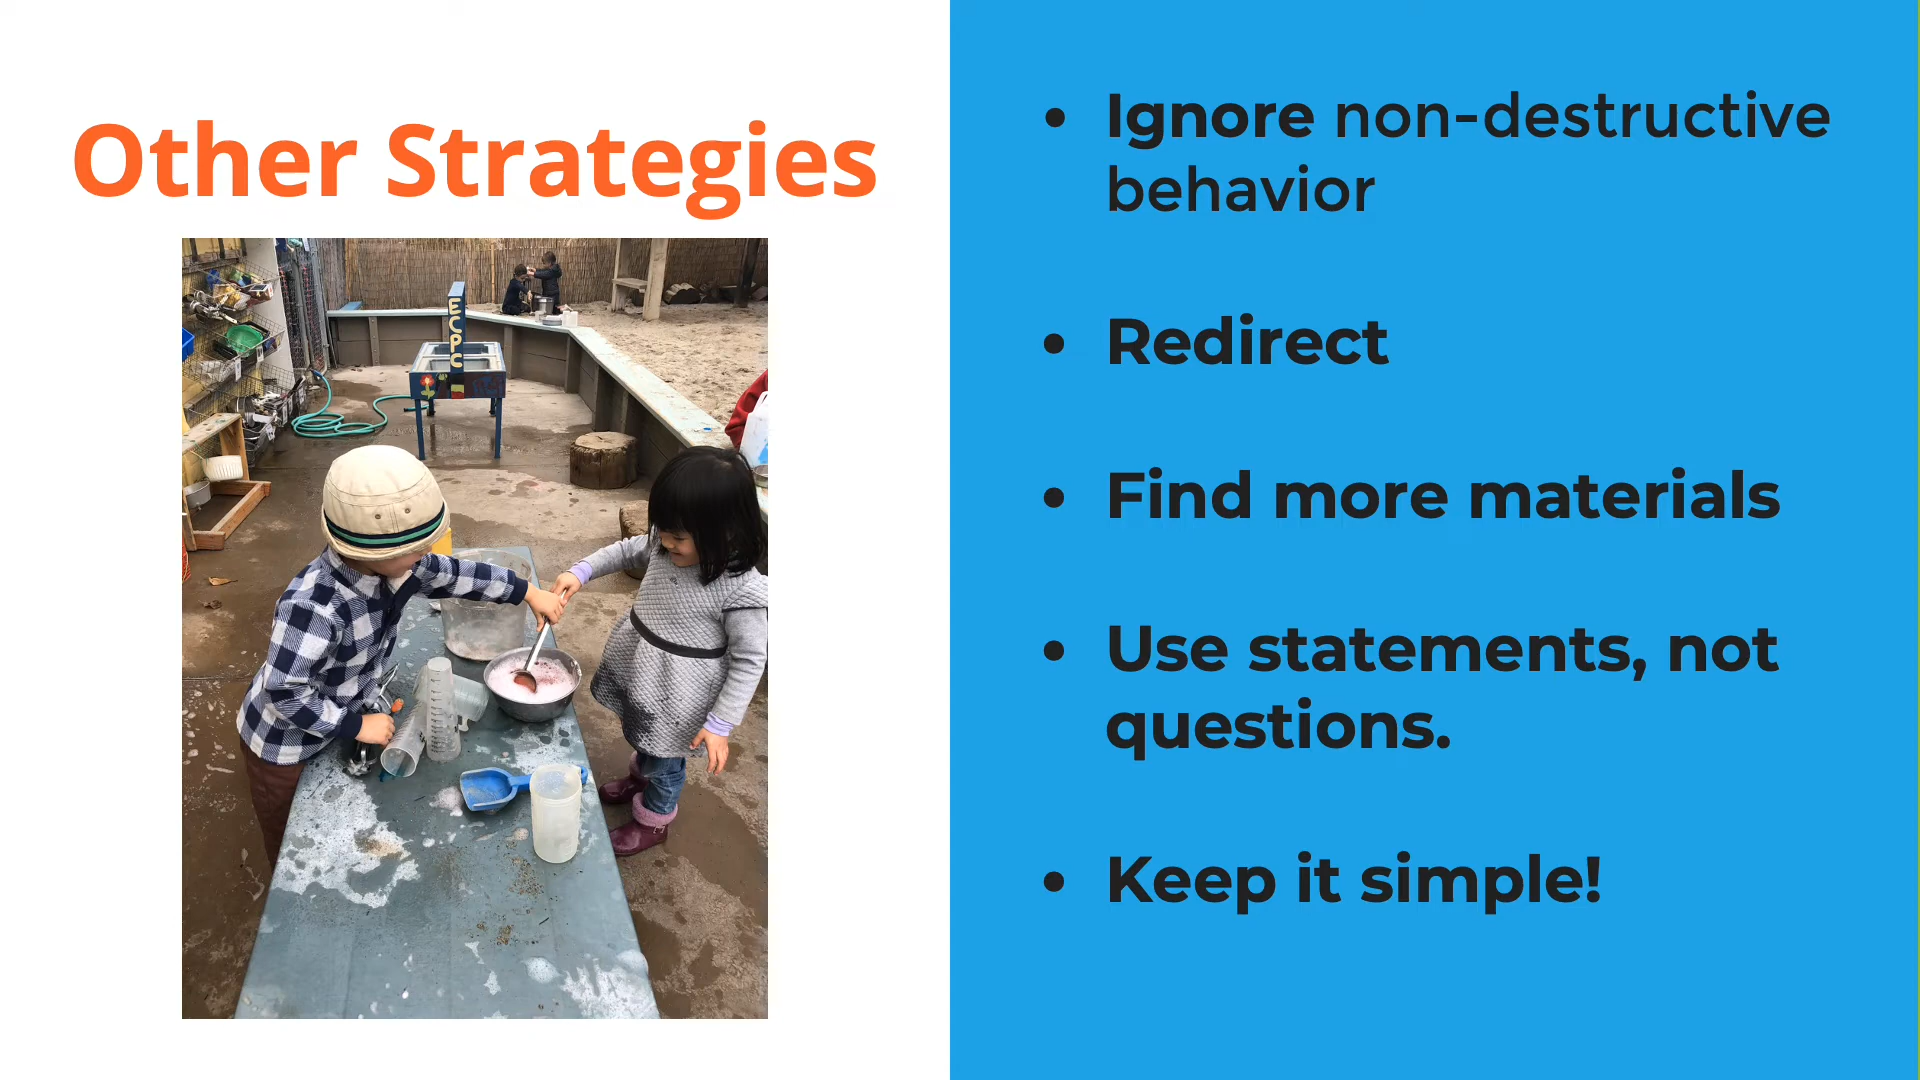 Other Strategies
ECPC
• Ignore non-destructive
behavior
• Redirect
• Find more materials
• Use statements, not
questions.
• Keep it simple!